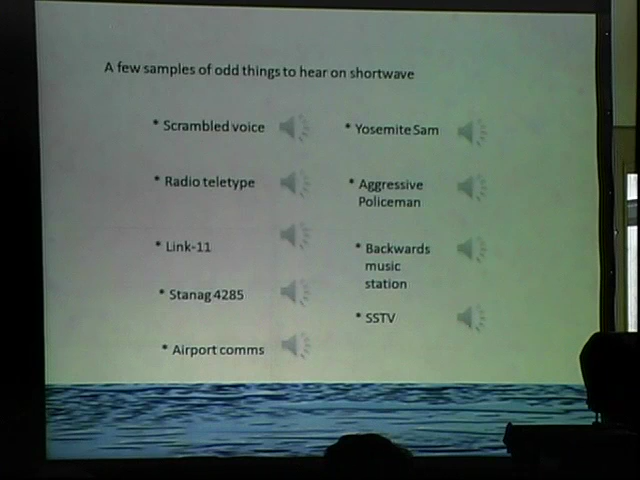 A few samples of odd things to hear on shortwave
* Scrambled voice
* Radio teletype
* Link-11
* Stanag 4285
* Airport comms
* Yosemite Sam
* Aggressive
Policeman
* Backwards
music
station
* SSTV